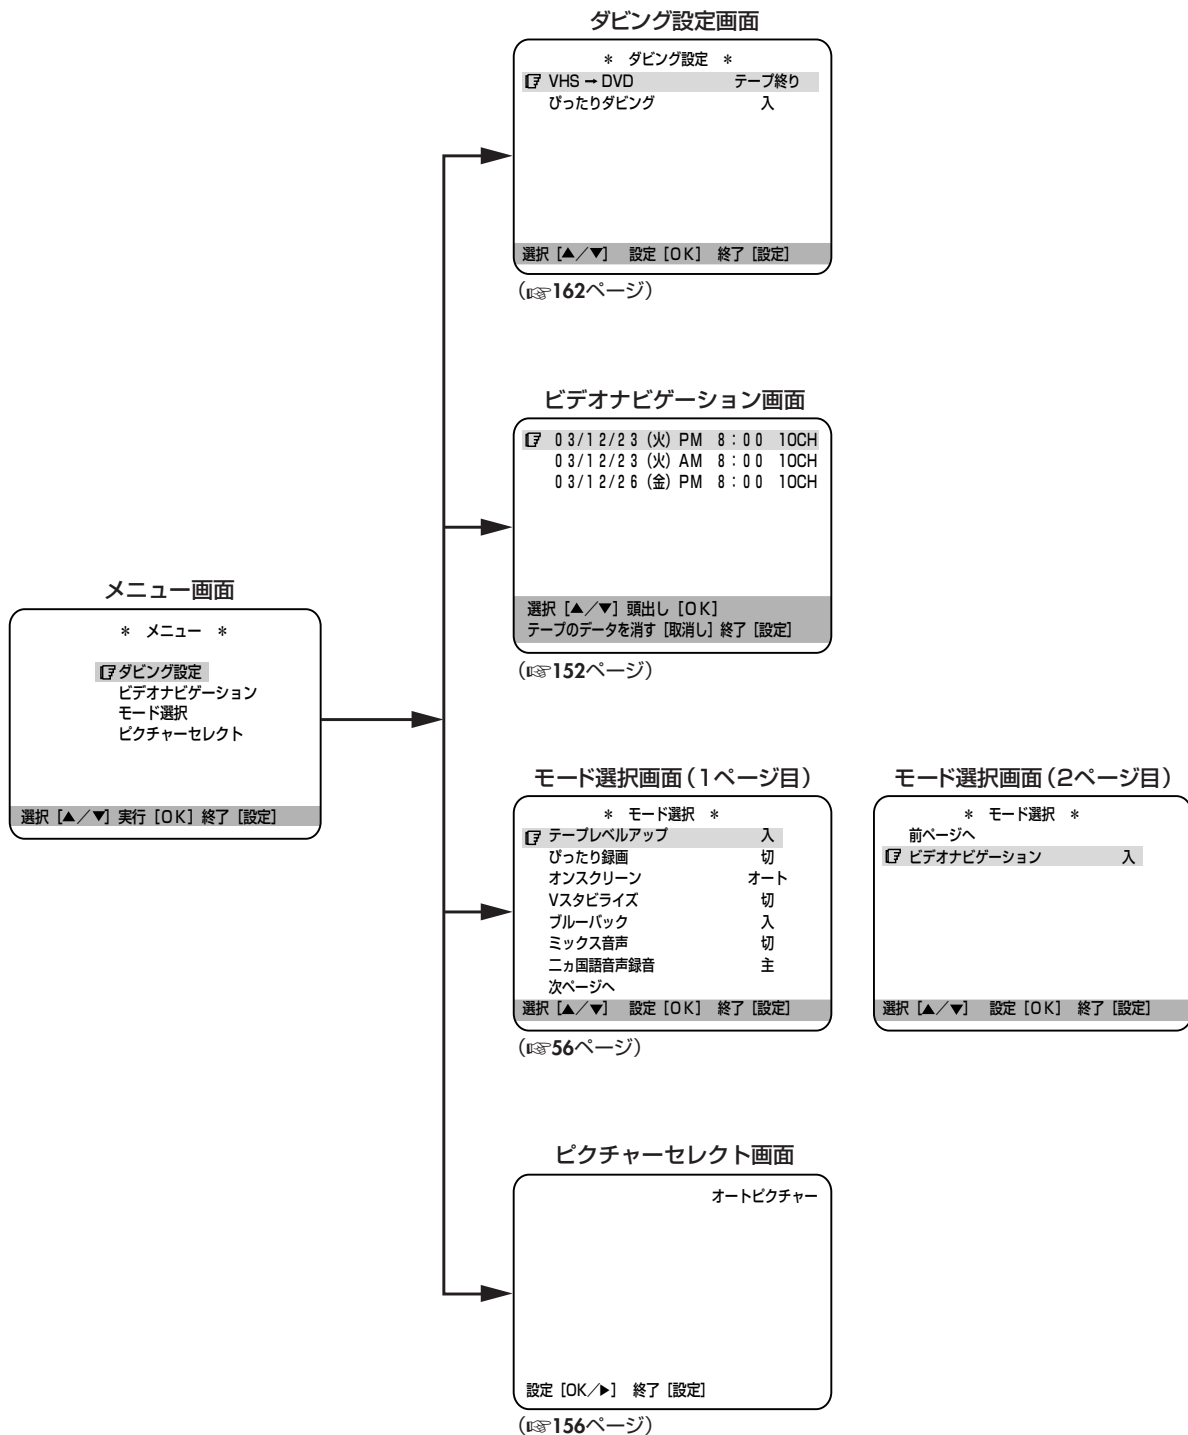 ダビング設定画面
＊ ダビング設定 ＊
☞ VHS → DVD テープ終り
ぴったりダビング 入
選択［▲／▼］ 設定［OK］ 終了［設定］
（☞162ページ）
ビデオナビゲーション画面
☞ 03/12/23（火）PM 8：00 10CH
03/12/23（火）AM 8：00 10CH
03/12/26（金）PM 8：00 10CH
選択［▲／▼］頭出し［OK］
テープのデータを消す［取消し］終了［設定］
（☞152ページ）
メニュー画面
＊ メニュー ＊
☞ ダビング設定
ビデオナビゲーション
モード選択
ピクチャーセレクト
選択［▲／▼］実行［OK］終了［設定］
モード選択画面（1ページ目）
＊ モード選択 ＊
☞ テープレベルアップ 入
ぴったり録画 切
オンスクリーン オート
Vスタビライズ 切
ブルーバック 入
ミックス音声 切
二ヵ国語音声録音 主
次ページへ
選択［▲／▼］ 設定［OK］ 終了［設定］
（☞56ページ）
モード選択画面（2ページ目）
＊ モード選択 ＊
前ページへ
☞ ビデオナビゲーション 入
選択［▲／▼］ 設定［OK］ 終了［設定］
ピクチャーセレクト画面
オートピクチャー
設定［OK／▶］ 終了［設定］
（☞156ページ）